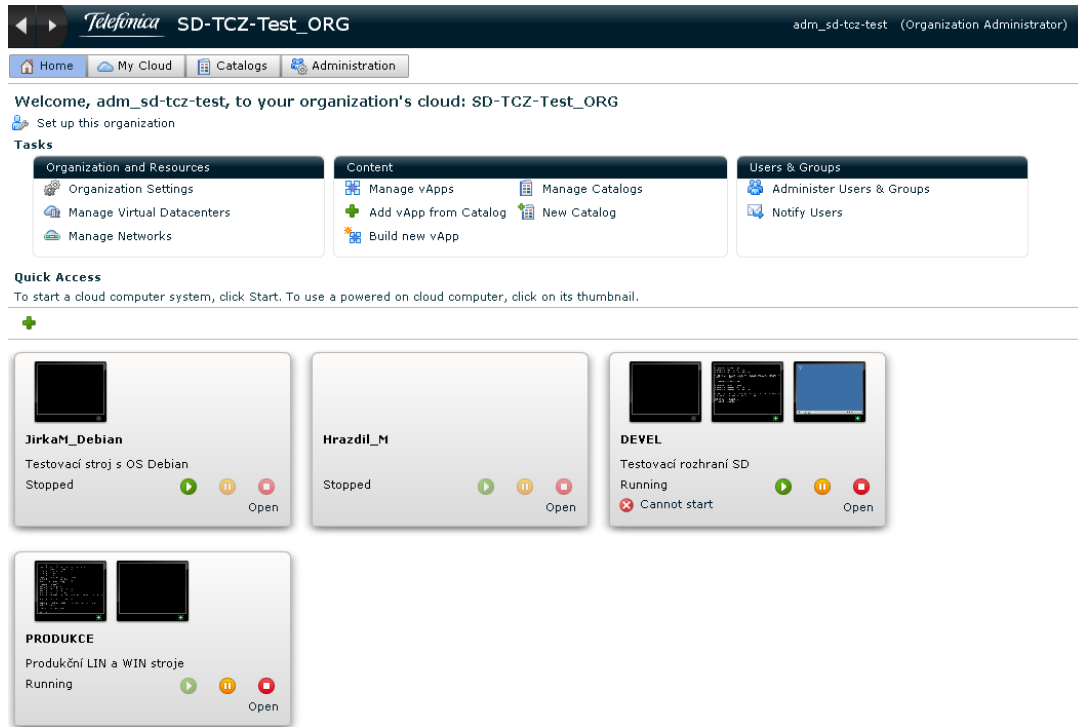 Telefónica SD-TCZ-Test_ORG adm_sd-tcz-test (Organization Administrator)
Home My Cloud Catalogs Administration
Welcome, adm_sd-tcz-test, to your organization's cloud: SD-TCZ-Test_ORG
Set up this organization
Tasks
Organization and Resources
Organization Settings
Manage Virtual Datacenters
Manage Networks
Content
Manage vApps Manage Catalogs
Add vApp from Catalog New Catalog
Build new vApp
Users & Groups
Administer Users & Groups
Notify Users
Quick Access
To start a cloud computer system, click Start. To use a powered on cloud computer, click on its thumbnail.
JirkaM_Debian
Testovací stroj s OS Debian
Stopped
Open
Hrazdil_M
Stopped
Open
DEVEL
Testovací rozhraní SD
Running
Cannot start
Open
PRODUKCE
Produkční LIN a WIN stroje
Running
Open